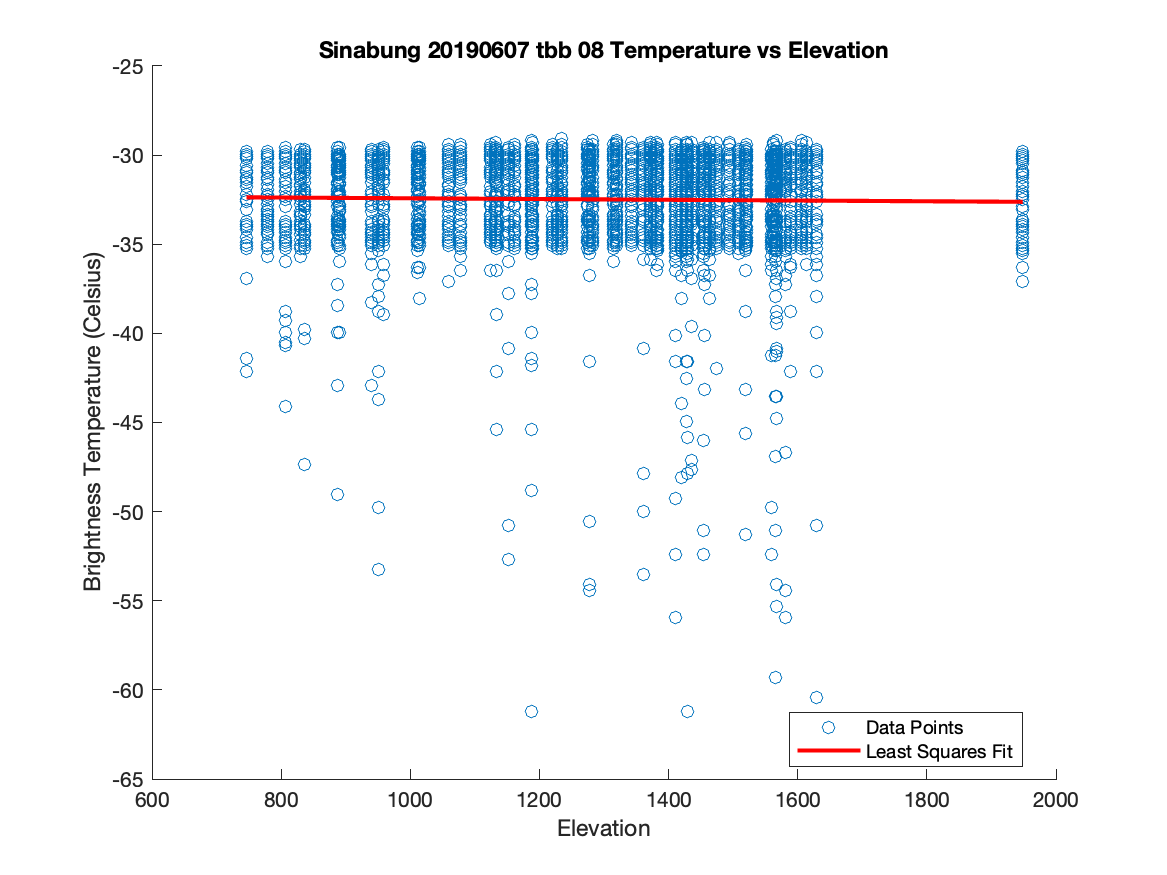 Sinabung 20190607 tbb 08 Temperature vs Elevation
-25
-30
-35
-40
-45
-50
-55
-60
-65
Brightness Temperature (Celsius)
Data Points
Least Squares Fit
600 800 1000 1200 1400 1600 1800 2000
Elevation